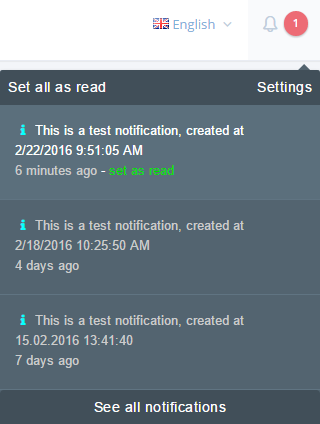 English
1
Set all as read Settings
This is a test notification, created at
2/22/2016 9:51:05 AM
6 minutes ago - set as read
This is a test notification, created at
2/18/2016 10:25:50 AM
4 days ago
This is a test notification, created at
15.02.2016 13:41:40
7 days ago
See all notifications